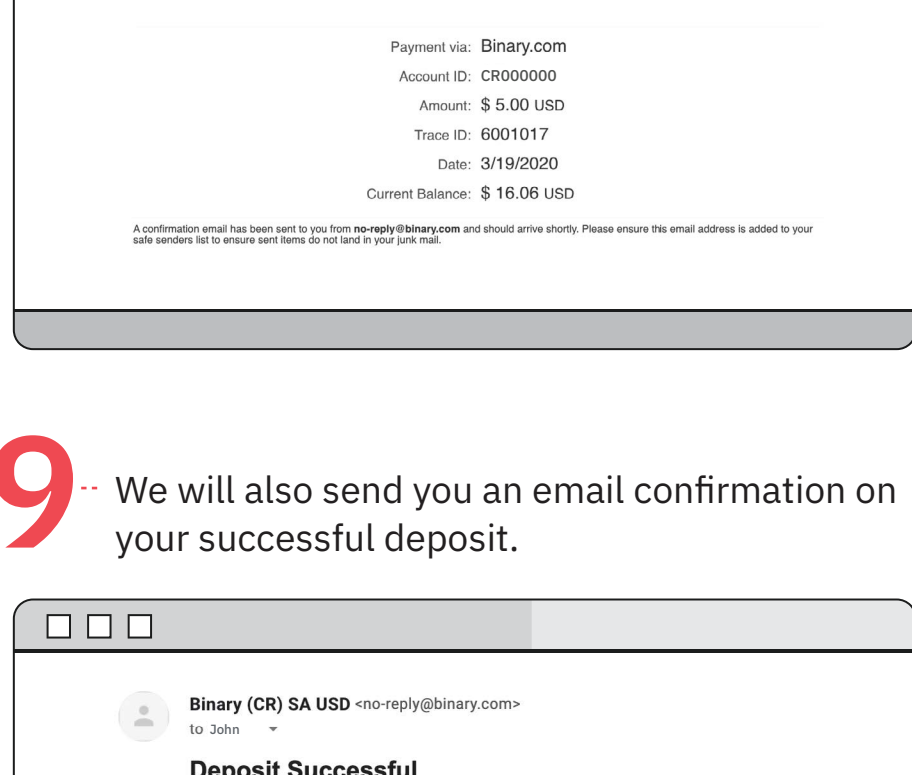 Payment via: Binary.com
Account ID: CR000000
Amount: $ 5.00 USD
Trace ID: 6001017
Date: 3/19/2020
Current Balance: $ 16.06 USD
A confirmation email has been sent to you from no-reply@binary.com and should arrive shortly. Please ensure this email address is added to your
safe senders list to ensure sent items do not land in your junk mail.
9 We will also send you an email confirmation on
your successful deposit.
Binary (CR) SA USD <no-reply@binary.com>
to John
Deposit Successful